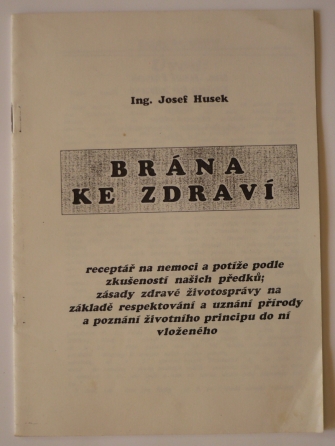 Ing. Josef Husek
BRÁNA
KE ZDRAVÍ
receptář na nemoci a potíže podle
zkušeností našich předků;
zásady zdravé životosprávy na
základě respektování a uznání přírody
a poznání životního principu do ní
vloženého